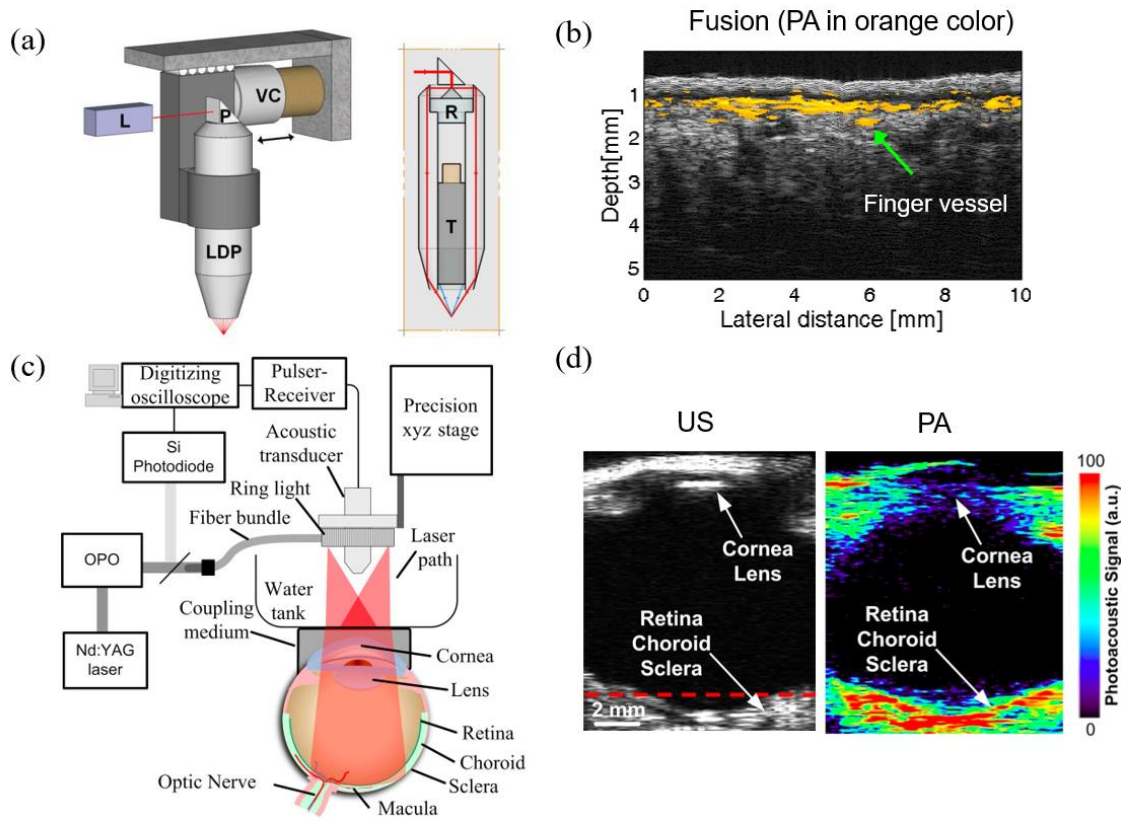 (a)
VC
L
P
LDP
R
T
(b)
Fusion (PA in orange color)
Depth[mm]
1
2
3
4
5
Finger vessel
0
2
4
6
8
10
Lateral distance [mm]
(c)
Digitizing
oscilloscope
Pulser-
Receiver
Precision
xyz stage
Si
Photodiode
Acoustic
transducer
Ring light
Fiber bundle
Laser
path
OPO
Water
tank
Coupling
medium
Nd:YAG
laser
Cornea
Lens
Retina
Choroid
Sclera
Optic Nerve
Macula
(d)
US
PA
Cornea
Lens
Retina
Choroid
Sclera
2 mm
Cornea
Lens
Retina
Choroid
Sclera
100
Photoacoustic Signal (a.u.)
0